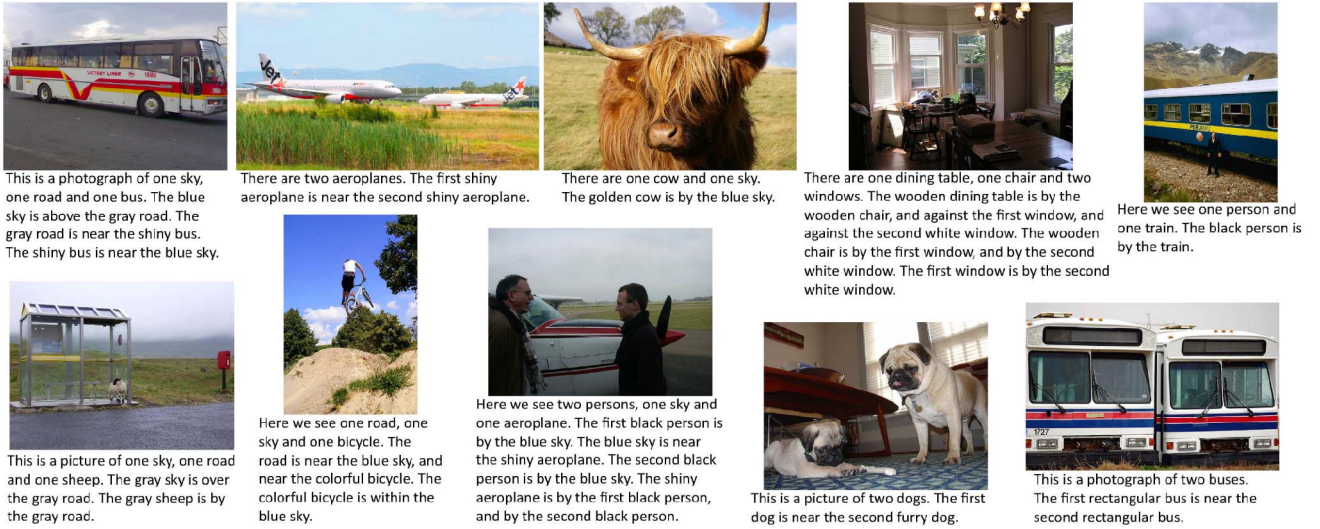 VICTORY LINER 1989
Jet
Jet
This is a photograph of one sky,
one road and one bus. The blue
sky is above the gray road. The
gray road is near the shiny bus.
The shiny bus is near the blue sky.
There are two aeroplanes. The first shiny
aeroplane is near the second shiny aeroplane.
There are one cow and one sky.
The golden cow is by the blue sky.
There are one dining table, one chair and two
windows. The wooden dining table is by the
wooden chair, and against the first window, and
against the second white window. The wooden
chair is by the first window, and by the second
white window. The first window is by the second
white window.
Here we see one person and
one train. The black person is
by the train.
This is a picture of one sky, one road
and one sheep. The gray sky is over
the gray road. The gray sheep is by
the gray road.
Here we see one road, one
sky and one bicycle. The
road is near the blue sky, and
near the colorful bicycle. The
colorful bicycle is within the
blue sky.
Here we see two persons, one sky and
one aeroplane. The first black person is
by the blue sky. The blue sky is near
the shiny aeroplane. The second black
person is by the blue sky. The shiny
aeroplane is by the first black person,
and by the second black person.
This is a picture of two dogs. The first
dog is near the second furry dog.
1727
This is a photograph of two buses.
The first rectangular bus is near the
second rectangular bus.